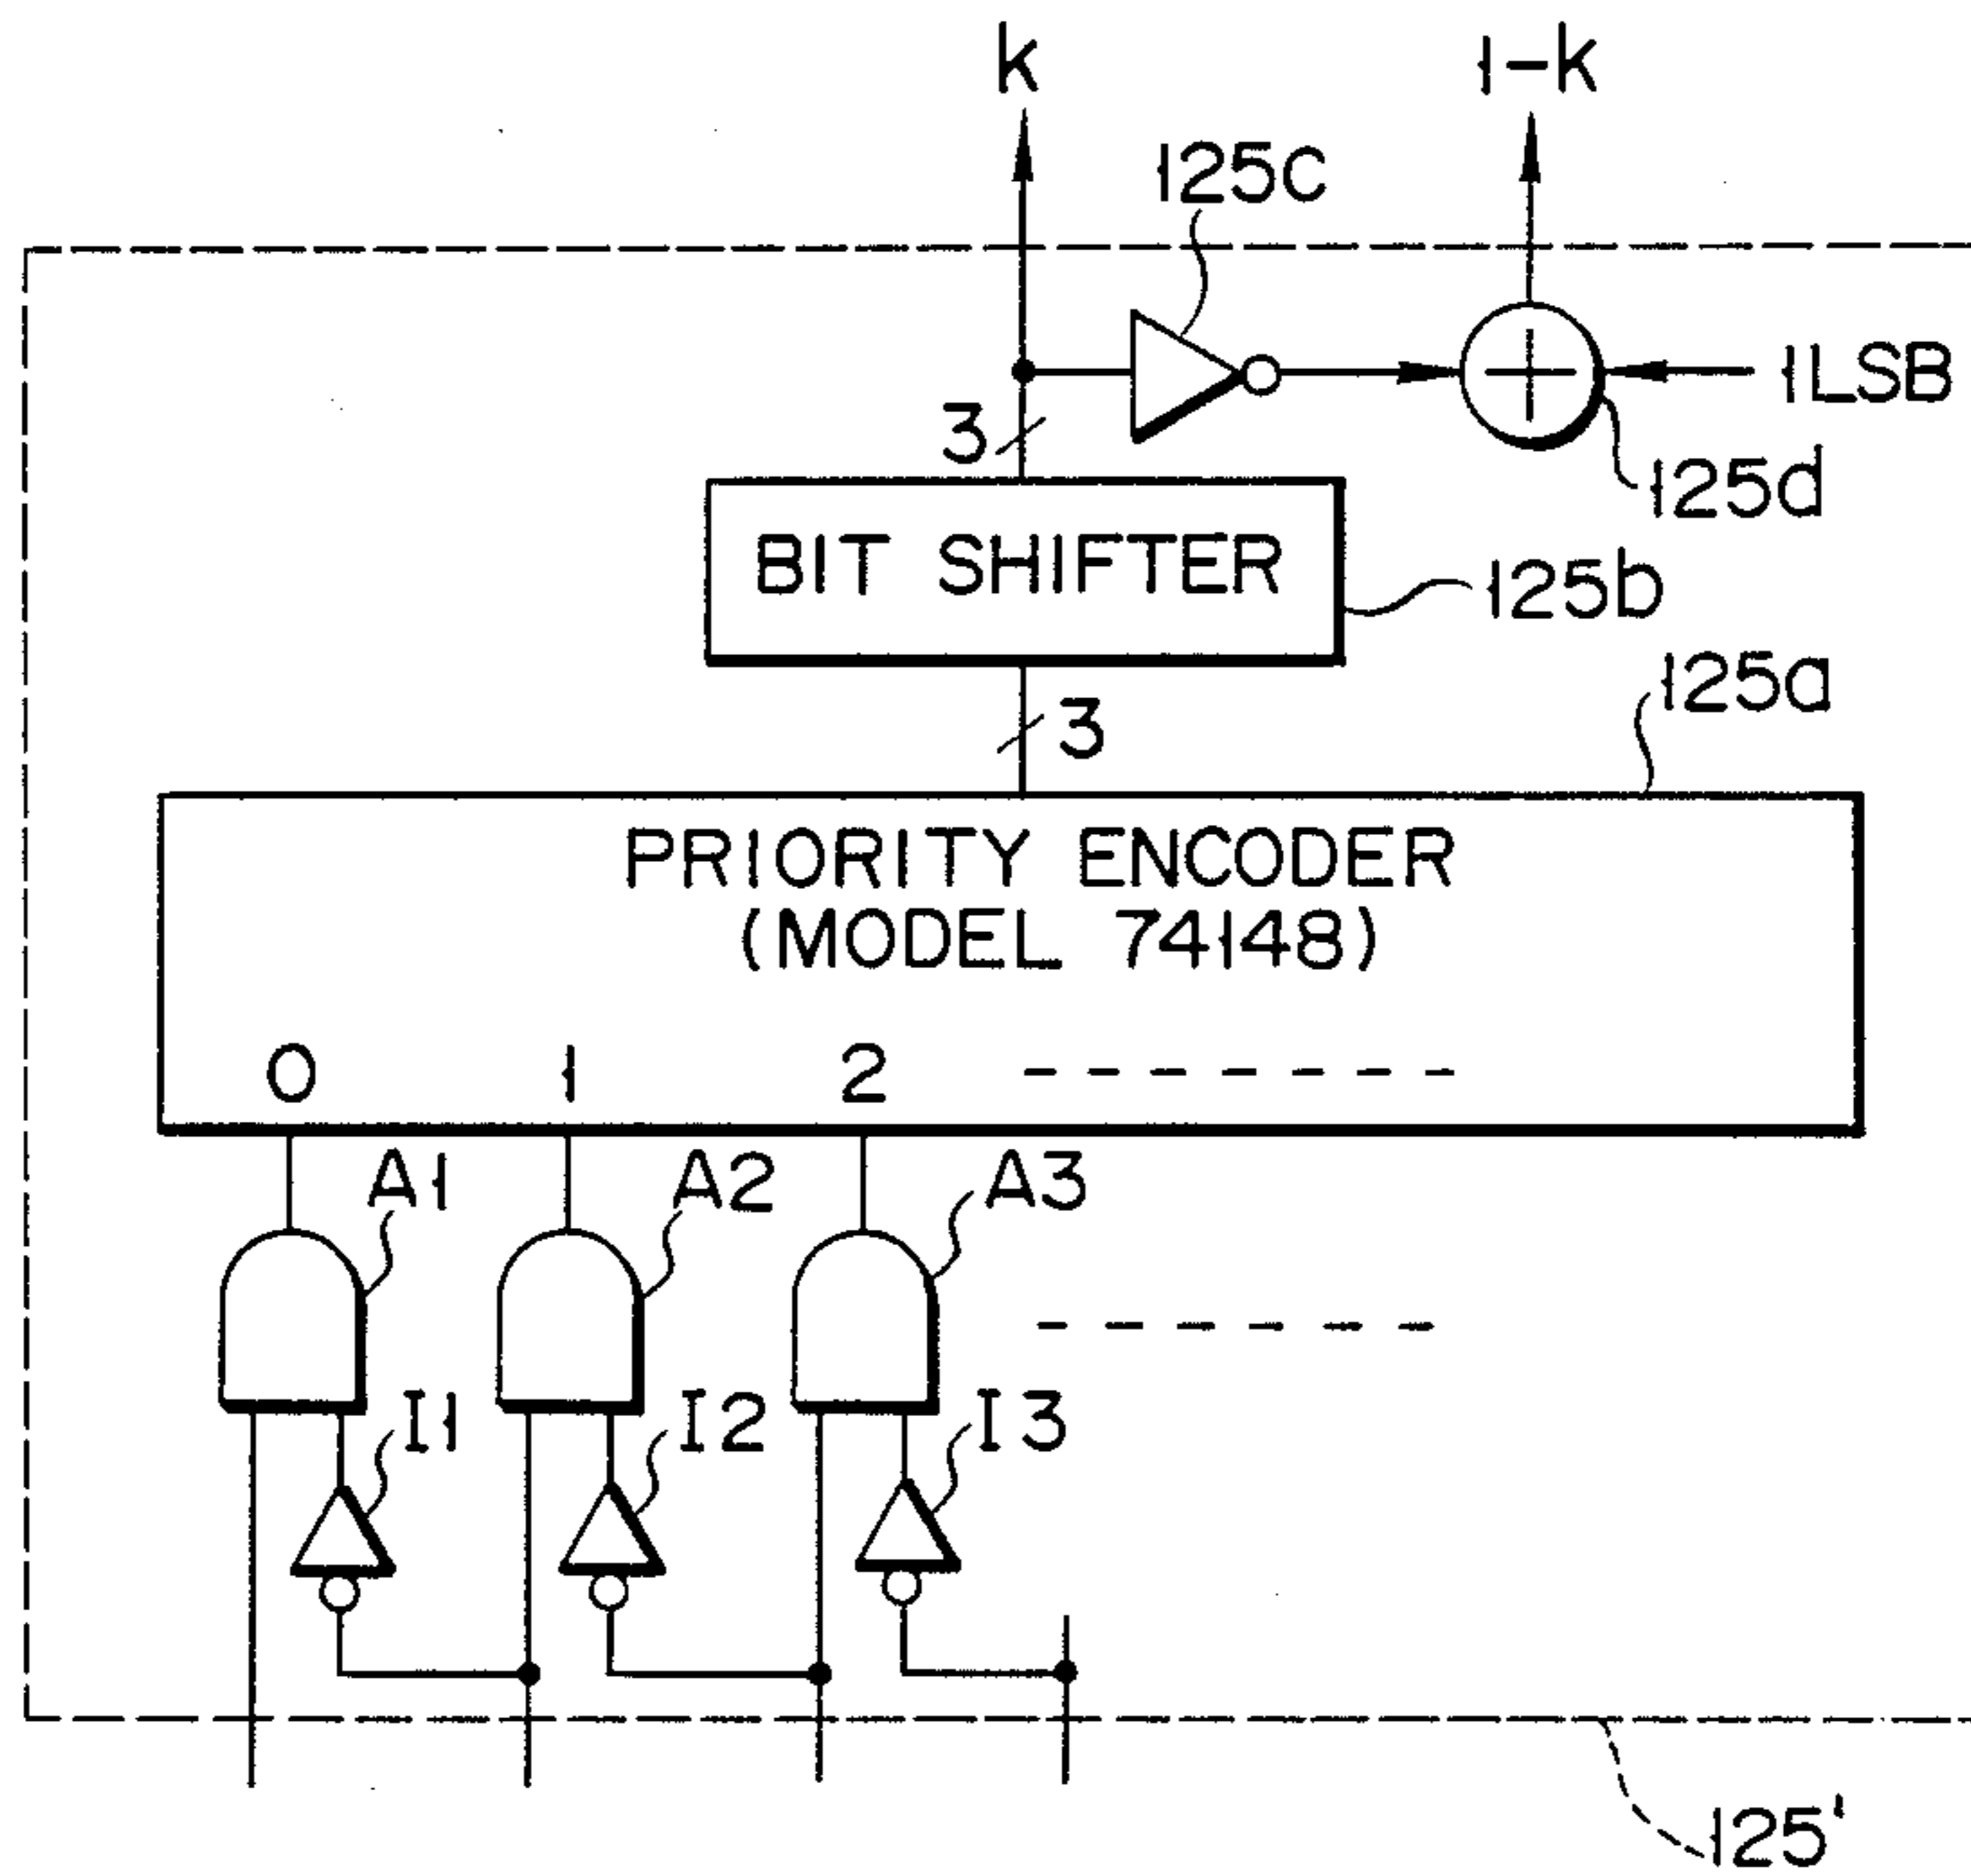 k
1-k
125c
1LSB
3
125d
BIT SHIFTER
125b
3
125a
PRIORITY ENCODER
(MODEL 74148)
0 1 2
A1 A2 A3
I1 I2 I3
125'